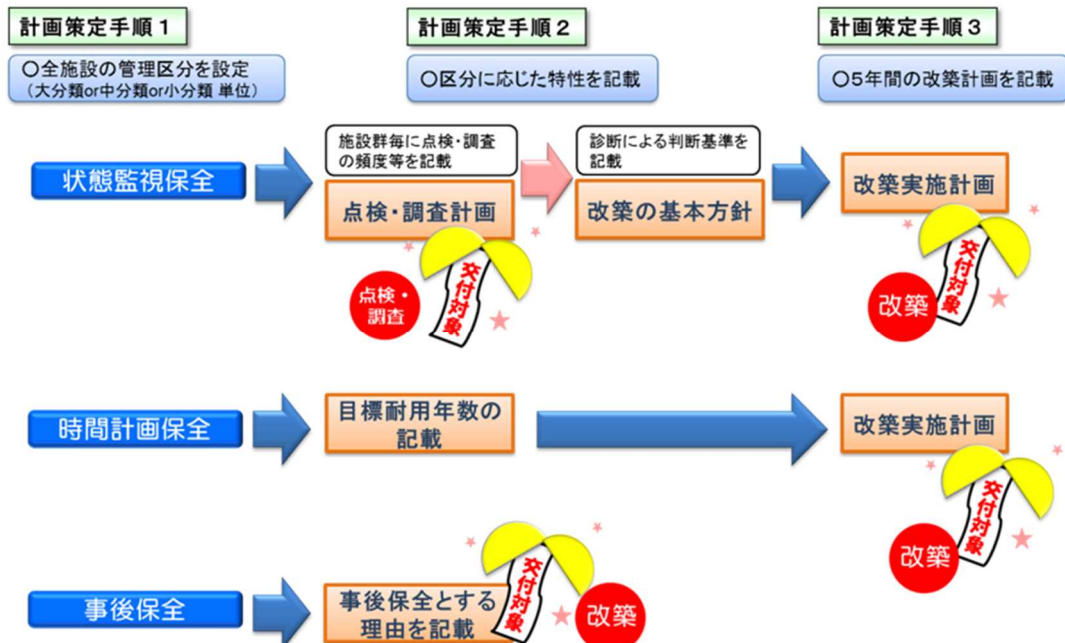 計画策定手順1
計画策定手順2
計画策定手順3
○全施設の管理区分を設定
(大分類or中分類or小分類 単位)
○区分に応じた特性を記載
○5年間の改築計画を記載
状態監視保全
施設群毎に点検・調査
の頻度等を記載
点検・調査計画
診断による判断基準を
記載
改築の基本方針
改築実施計画
点検・
調査
交付対象
改築
交付対象
時間計画保全
目標耐用年数の
記載
改築実施計画
改築
交付対象
事後保全
事後保全とする
理由を記載
交付対象
改築